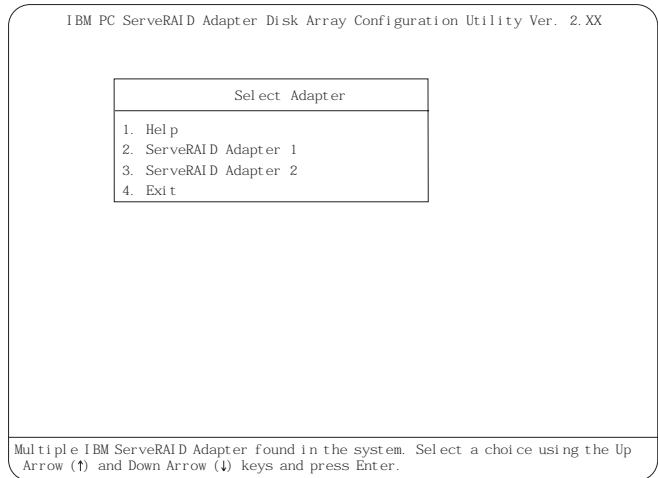 IBM PC ServeRAID Adapter Disk Array Configuration Utility Ver. 2.XX
Select Adapter
1. Help
2. ServeRAID Adapter 1
3. ServeRAID Adapter 2
4. Exit
Multiple IBM ServeRAID Adapter found in the system. Select a choice using the Up
Arrow (↑) and Down Arrow (↓) keys and press Enter.